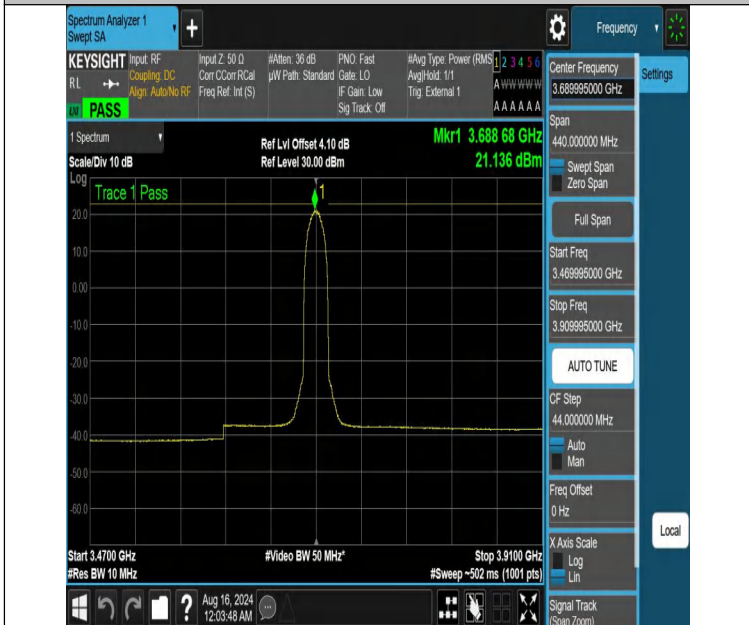 Spectrum Analyzer 1
Swept SA
+
Frequency
KEYSIGHT
RL
LXI
PASS
Input: RF
Coupling: DC
Align: Auto/No RF
Input Z: 50 Ω
Corr CCorr RCal
Freq Ref: Int (S)
#Atten: 36 dB
µW Path: Standard
PNO: Fast
Gate: LO
IF Gain: Low
Sig Track: Off
#Avg Type: Power (RMS
Avg|Hold: 1/1
Trig: External 1
1 2 3 4 5 6
A W W W W W
A A A A A A
1 Spectrum
Scale/Div 10 dB
Ref Lvl Offset 4.10 dB
Ref Level 30.00 dBm
Mkr1 3.688 68 GHz
21.136 dBm
Log
Trace 1 Pass
1
20.0
10.0
0.00
-10.0
-20.0
-30.0
-40.0
-50.0
-60.0
Start 3.4700 GHz
#Res BW 10 MHz
#Video BW 50 MHz*
Stop 3.9100 GHz
#Sweep ~502 ms (1001 pts)
Aug 16, 2024
12:03:48 AM
?
Center Frequency
3.689995000 GHz
Settings
Span
440.000000 MHz
Swept Span
Zero Span
Full Span
Start Freq
3.469995000 GHz
Stop Freq
3.909995000 GHz
AUTO TUNE
CF Step
44.000000 MHz
Auto
Man
Freq Offset
0 Hz
X Axis Scale
Log
Lin
Local
Signal Track
(Span Zoom)